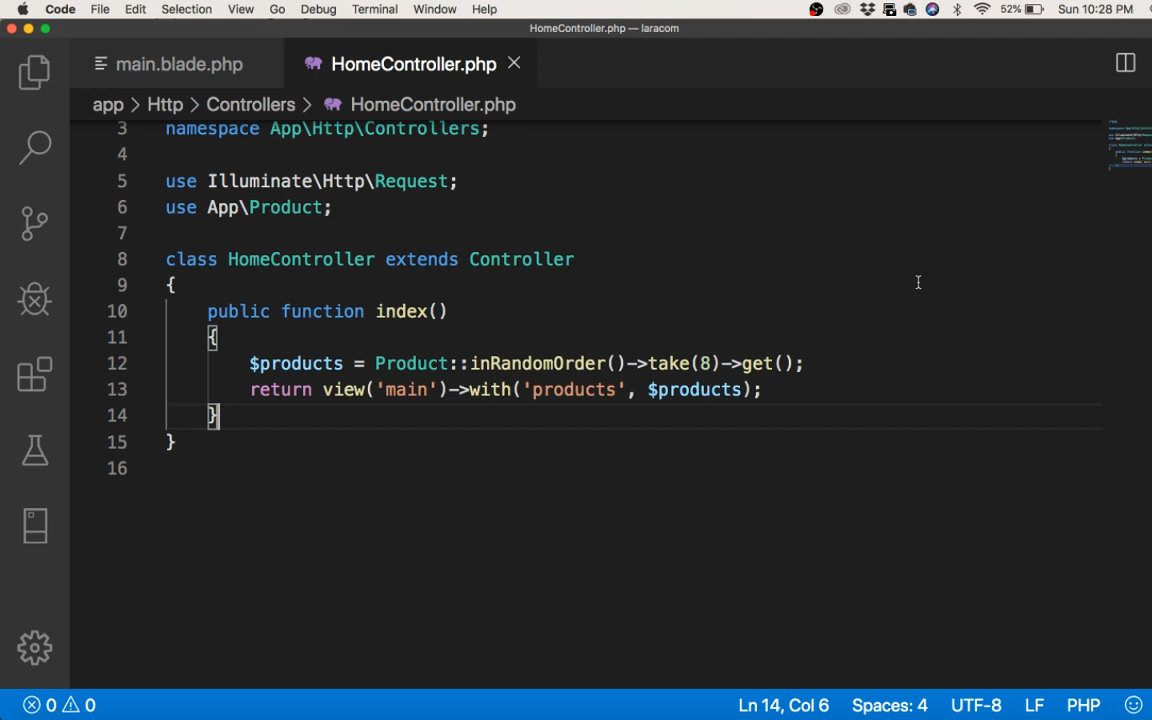 Code File Edit Selection View Go Debug Terminal Window Help 52% Sun 10:28 PM
HomeController.php — laracom
main.blade.php HomeController.php
app > Http > Controllers > HomeController.php
3 namespace App\Http\Controllers;
4
5 use Illuminate\Http\Request;
6 use App\Product;
7
8 class HomeController extends Controller
9 {
10 public function index()
11 {
12 $products = Product::inRandomOrder()->take(8)->get();
13 return view('main')->with('products', $products);
14 }
15 }
16
0 0 Ln 14, Col 6 Spaces: 4 UTF-8 LF PHP